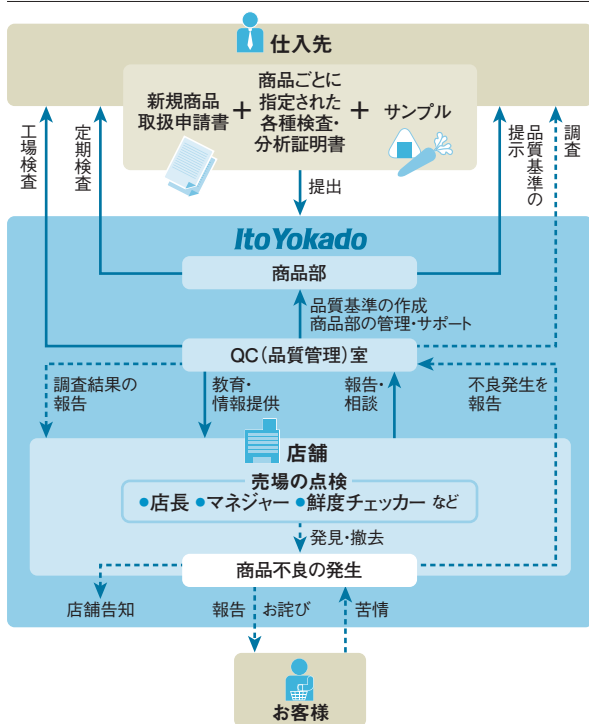 仕入先
新規商品
取扱申請書
+
商品ごとに
指定された
各種検査・
分析証明書
+
サンプル
工場検査
定期検査
提出
品質基準の
提示
調査
Ito Yokado
商品部
品質基準の作成
商品部の管理・サポート
QC(品質管理)室
調査結果の
報告
教育・
情報提供
報告・
相談
不良発生を
報告
店舗
売場の点検
●店長 ●マネジャー ●鮮度チェッカー など
発見・撤去
商品不良の発生
店舗告知
報告
お詫び
苦情
お客様